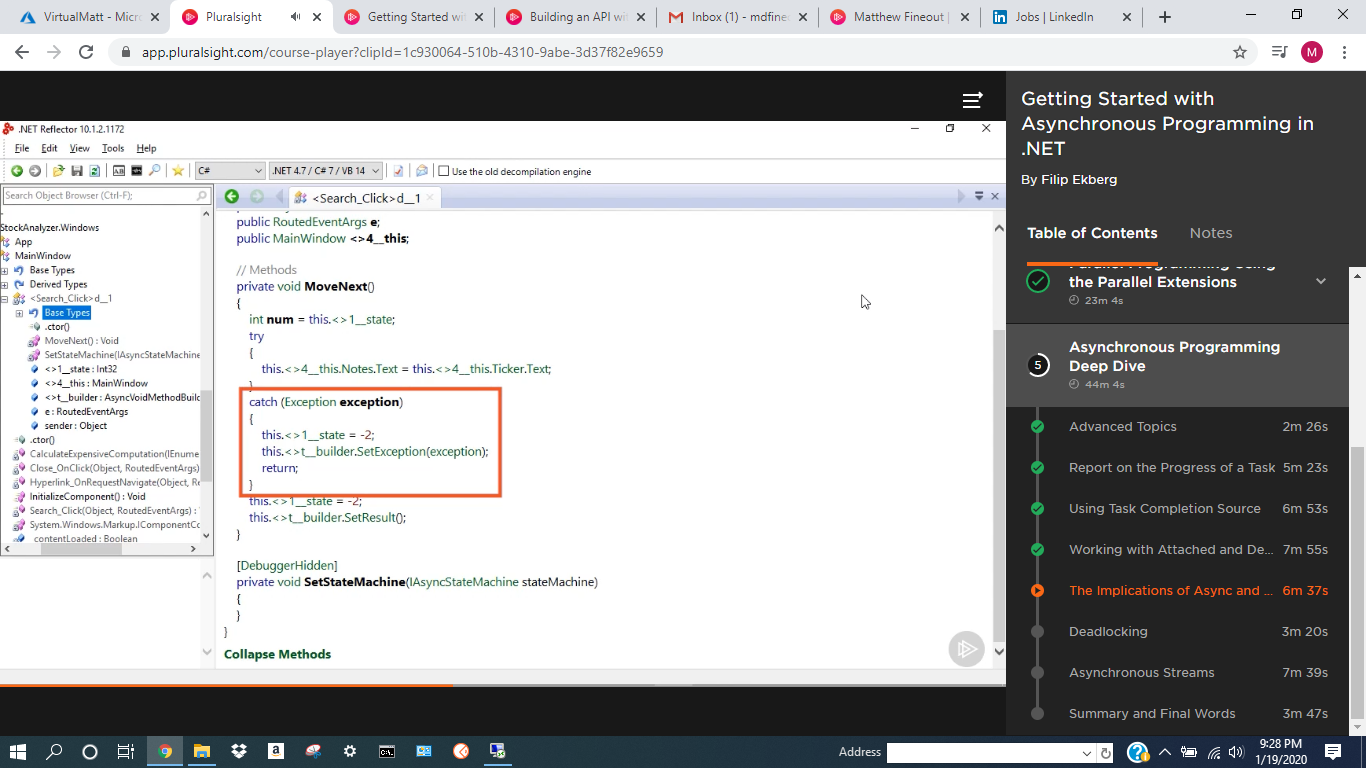 VirtualMatt - Micro
Pluralsight
Getting Started wit
Building an API wit
Inbox (1) - mdfinec
Matthew Fineout |
Jobs | LinkedIn
app.pluralsight.com/course-player?clipId=1c930064-510b-4310-9abe-3d37f82e9659
M
.NET Reflector 10.1.2.1172
File Edit View Tools Help
C#
.NET 4.7 / C# 7 / VB 14
Use the old decompilation engine
Search Object Browser (Ctrl-F);
<Search_Click>d__1
StockAnalyzer.Windows
App
MainWindow
Base Types
Derived Types
<Search_Click>d__1
Base Types
.ctor()
MoveNext() : Void
SetStateMachine(IAsyncStateMachine
<>1__state : Int32
<>4__this : MainWindow
<>t__builder : AsyncVoidMethodBuilc
e : RoutedEventArgs
sender : Object
.ctor()
CalculateExpensiveComputation(IEnume
Close_OnClick(Object, RoutedEventArgs)
Hyperlink_OnRequestNavigate(Object, Re
InitializeComponent() : Void
Search_Click(Object, RoutedEventArgs) :
System.Windows.Markup.IComponentCo
_contentLoaded : Boolean
public RoutedEventArgs e;
public MainWindow <>4__this;
// Methods
private void MoveNext()
{
int num = this.<>1__state;
try
{
this.<>4__this.Notes.Text = this.<>4__this.Ticker.Text;
}
catch (Exception exception)
{
this.<>1__state = -2;
this.<>t__builder.SetException(exception);
return;
}
this.<>1__state = -2;
this.<>t__builder.SetResult();
}
[DebuggerHidden]
private void SetStateMachine(IAsyncStateMachine stateMachine)
{
}
}
Collapse Methods
Getting Started with
Asynchronous Programming in
.NET
By Filip Ekberg
Table of Contents
Notes
Parallel Programming Using
the Parallel Extensions
23m 4s
5
Asynchronous Programming
Deep Dive
44m 4s
Advanced Topics 2m 26s
Report on the Progress of a Task 5m 23s
Using Task Completion Source 6m 53s
Working with Attached and De... 7m 55s
The Implications of Async and ... 6m 37s
Deadlocking 3m 20s
Asynchronous Streams 7m 39s
Summary and Final Words 3m 47s
Address
9:28 PM
1/19/2020